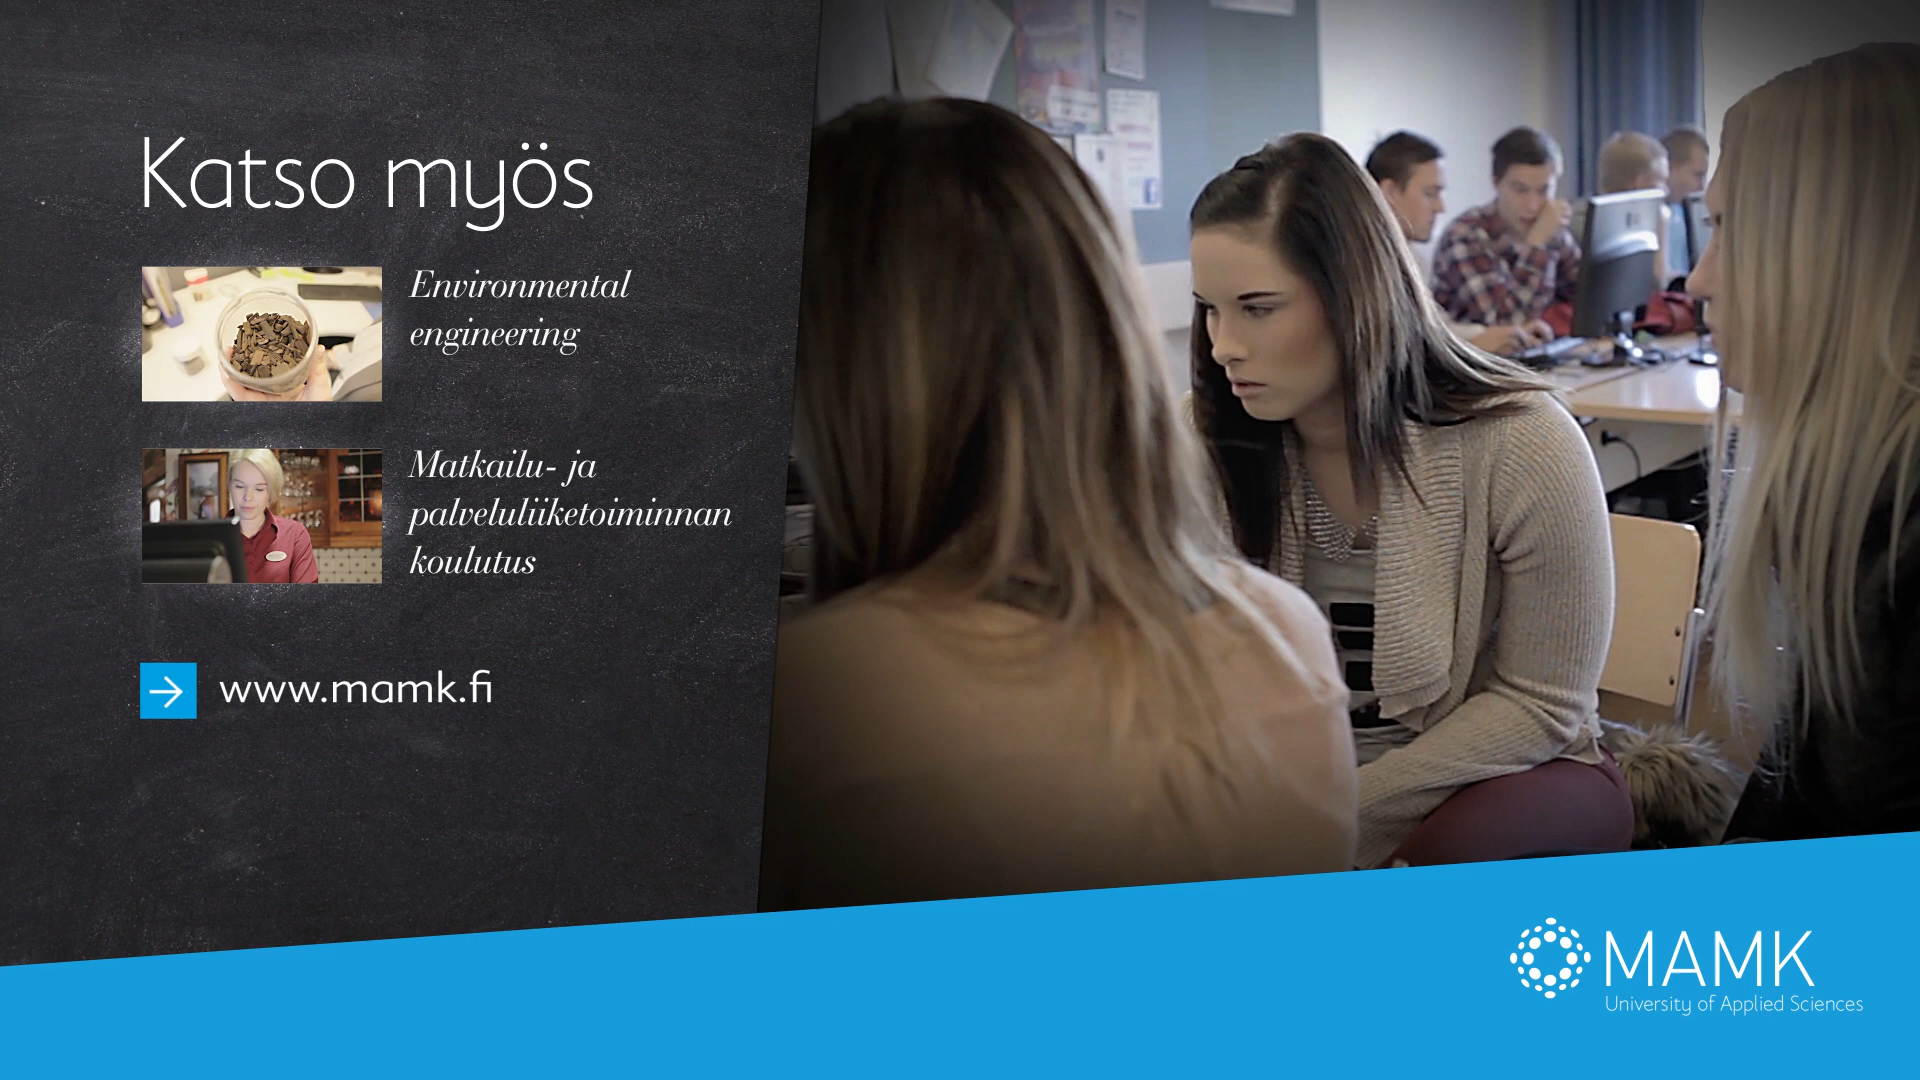 Katso myös
Environmental
engineering
Matkailu- ja
palveluliiketoiminnan
koulutus
www.mamk.fi
MAMK
University of Applied Sciences